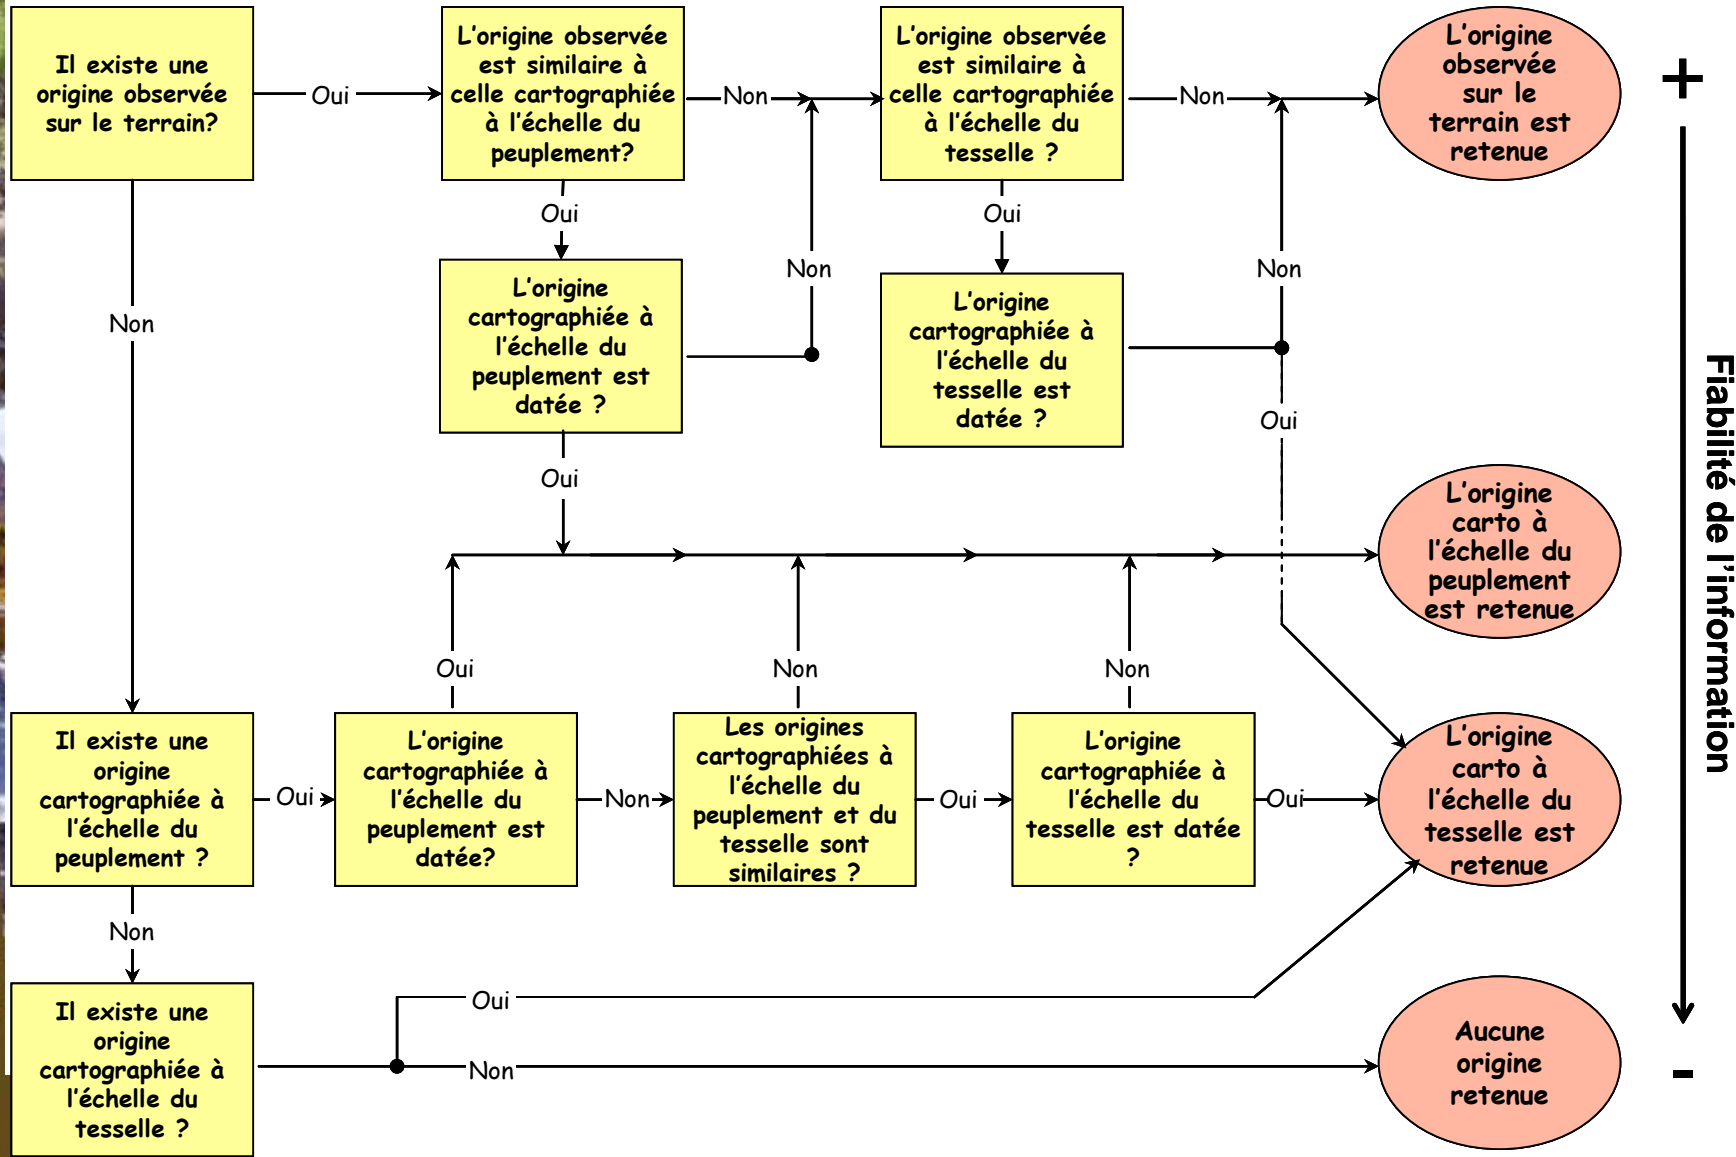 Il existe une
origine observée
sur le terrain?
Oui
L'origine observée
est similaire à
celle cartographiée
à l'échelle du
peuplement?
Non
L'origine observée
est similaire à
celle cartographiée
à l'échelle du
tesselle ?
Non
L'origine
observée
sur le
terrain est
retenue
+
Oui
Oui
Non
L'origine
cartographiée à
l'échelle du
peuplement est
datée ?
Non
L'origine
cartographiée à
l'échelle du
tesselle est
datée ?
Non
Oui
Oui
Fiabilité de l'information
L'origine
carto à
l'échelle du
peuplement
est retenue
Oui
Non
Non
Il existe une
origine
cartographiée à
l'échelle du
peuplement ?
Oui
L'origine
cartographiée à
l'échelle du
peuplement est
datée?
Non
Les origines
cartographiées à
l'échelle du
peuplement et du
tesselle sont
similaires ?
Oui
L'origine
cartographiée à
l'échelle du
tesselle est datée
?
Oui
L'origine
carto à
l'échelle du
tesselle est
retenue
Non
Il existe une
origine
cartographiée à
l'échelle du
tesselle ?
Oui
Non
Aucune
origine
retenue
-